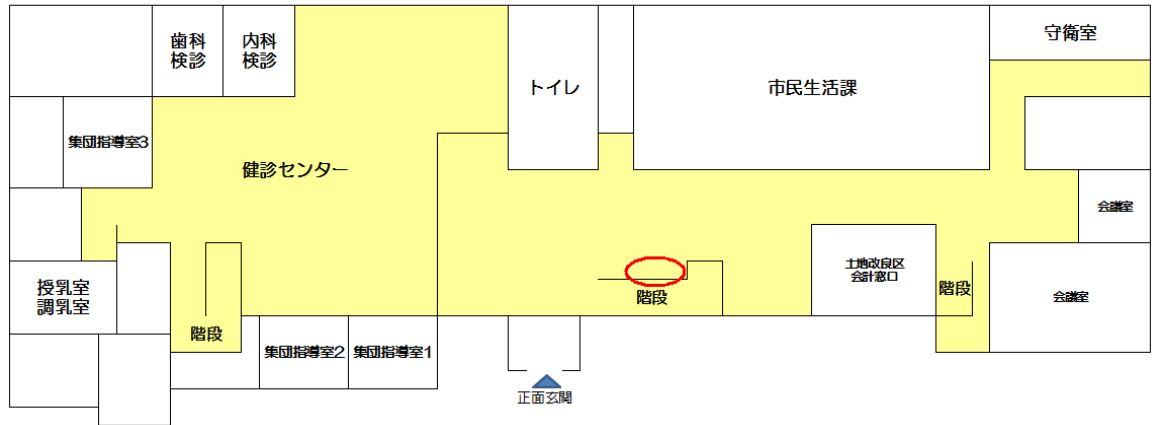 歯科
検診
内科
検診
守衛室
トイレ
市民生活課
集団指導室3
健診センター
会議室
授乳室
調乳室
土地改良区
会計窓口
階段
階段
会議室
階段
集団指導室2
集団指導室1
正面玄関